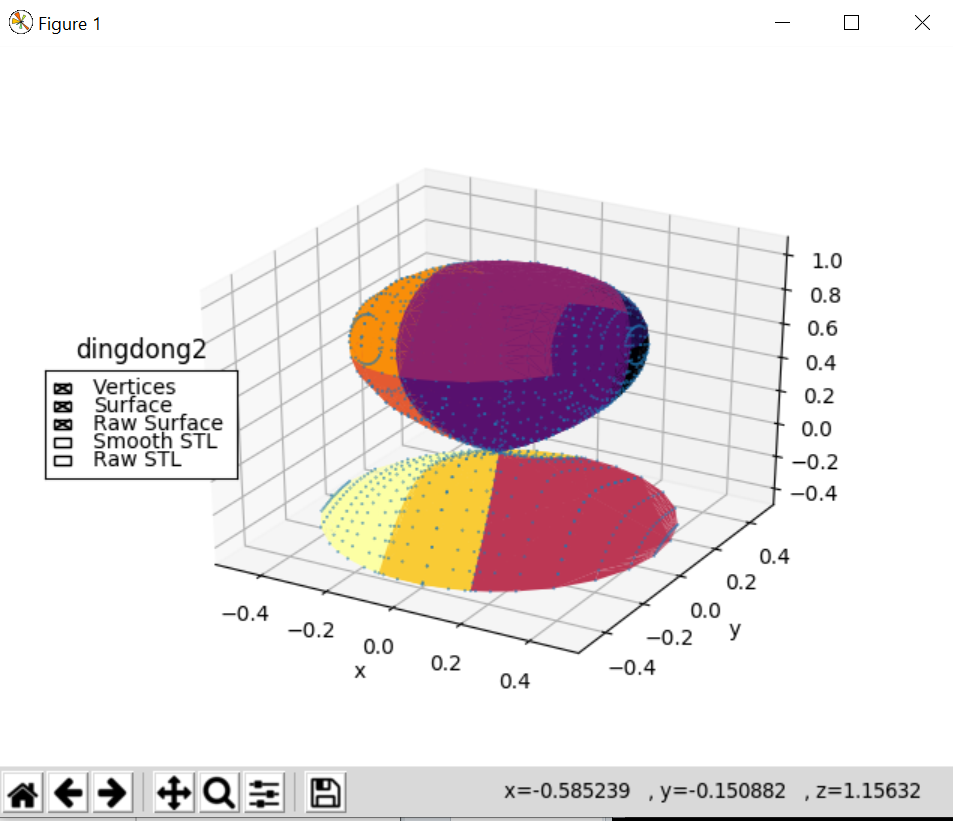 Figure 1
dingdong2
Vertices
Surface
Raw Surface
Smooth STL
Raw STL
1.0
0.8
0.6
0.4
0.2
0.0
−0.2
−0.4
0.4
0.2
0.0
−0.2
−0.4
y
−0.4
−0.2
0.0
0.2
0.4
x
x=-0.585239 , y=-0.150882 , z=1.15632